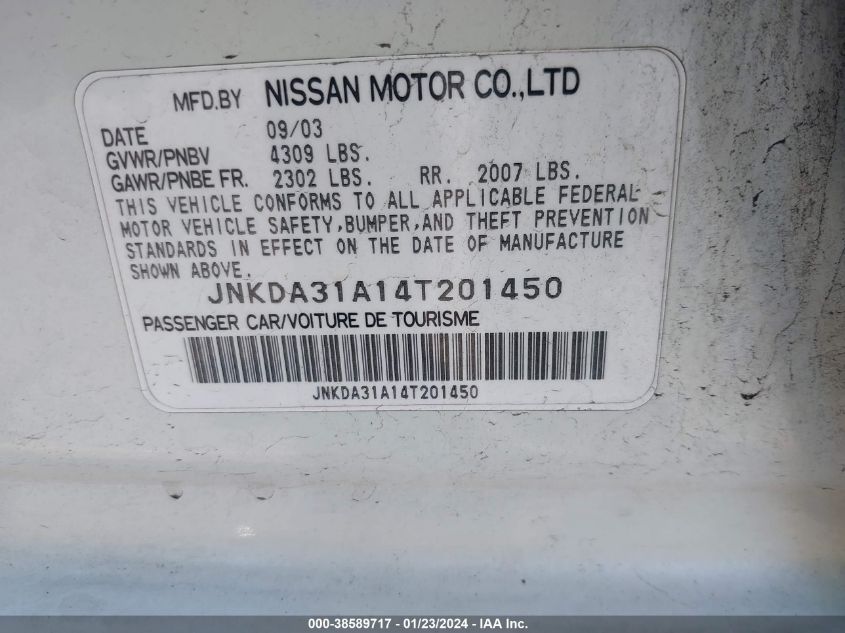 MFD.BY NISSAN MOTOR CO.,LTD
DATE 09/03
GVWR/PNBV 4309 LBS.
GAWR/PNBE FR. 2302 LBS. RR. 2007 LBS.
THIS VEHICLE CONFORMS TO ALL APPLICABLE FEDERAL
MOTOR VEHICLE SAFETY,BUMPER,AND THEFT PREVENTION
STANDARDS IN EFFECT ON THE DATE OF MANUFACTURE
SHOWN ABOVE.
JNKDA31A14T201450
PASSENGER CAR/VOITURE DE TOURISME
JNKDA31A14T201450
000-38589717 - 01/23/2024 - IAA Inc.